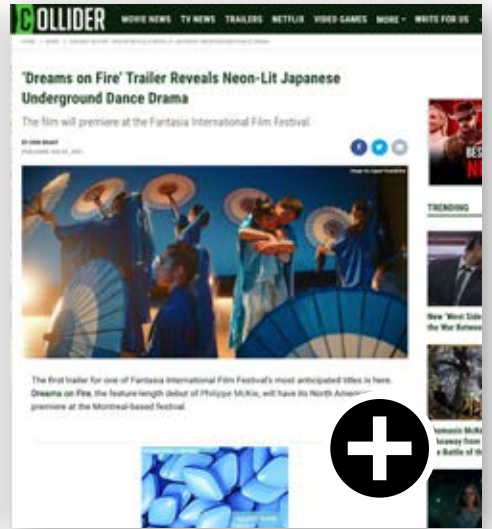 COLLIDER MOVIE NEWS TV NEWS TRAILERS NETFLIX VIDEO GAMES MORE WRITE FOR US
'Dreams on Fire' Trailer Reveals Neon-Lit Japanese
Underground Dance Drama
The film will premiere at the Fantasia International Film Festival
The first trailer for one of Fantasia International Film Festival's most anticipated titles is here.
Dreams on Fire, the feature-length debut of Philippe McKie, will have its North
premiere at the Montreal-based festival.
TRENDING
New 'West Side
the War Between